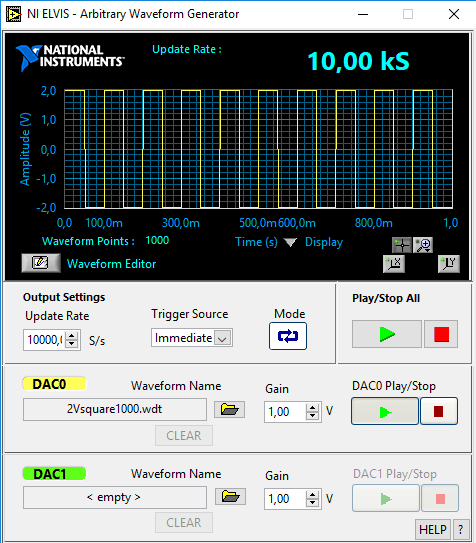 NI ELVIS - Arbitrary Waveform Generator
NATIONAL INSTRUMENTS™
Update Rate :
10,00 kS
Amplitude (V)
2,0
1,0
0,0
-1,0
-2,0
0,0 100,0m 300,0m 500,0m 600,0m 800,0m 1,0
Waveform Points : 1000
Time (s) Display
Waveform Editor
X
Y
Output Settings
Update Rate
10000,( S/s
Trigger Source
Immediate
Mode
Play/Stop All
DAC0
Waveform Name
2Vsquare1000.wdt
CLEAR
Gain
1,00 V
DAC0 Play/Stop
DAC1
Waveform Name
< empty >
CLEAR
Gain
1,00 V
DAC1 Play/Stop
HELP ?